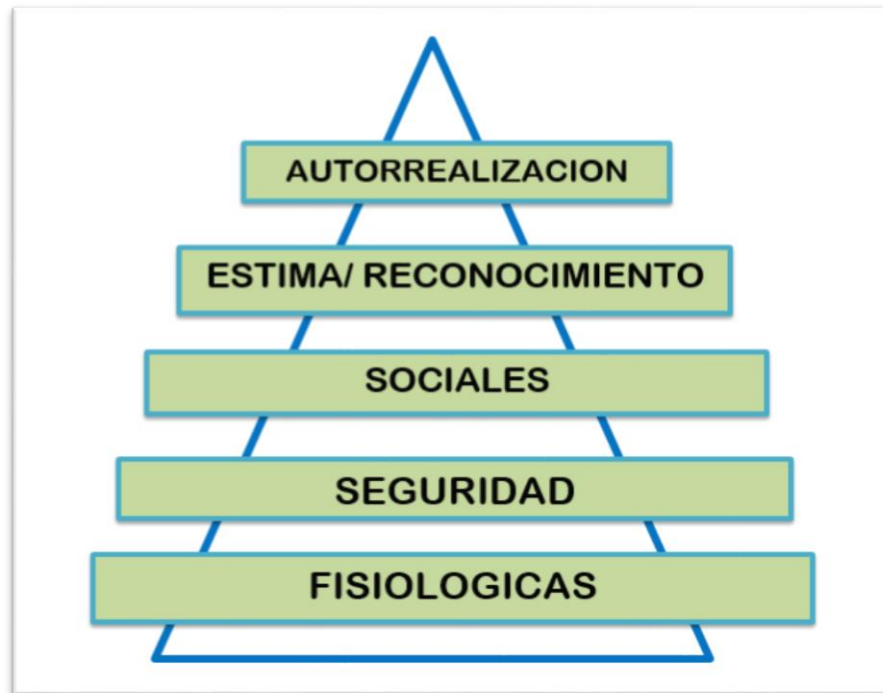 AUTORREALIZACION
ESTIMA/ RECONOCIMIENTO
SOCIALES
SEGURIDAD
FISIOLOGICAS